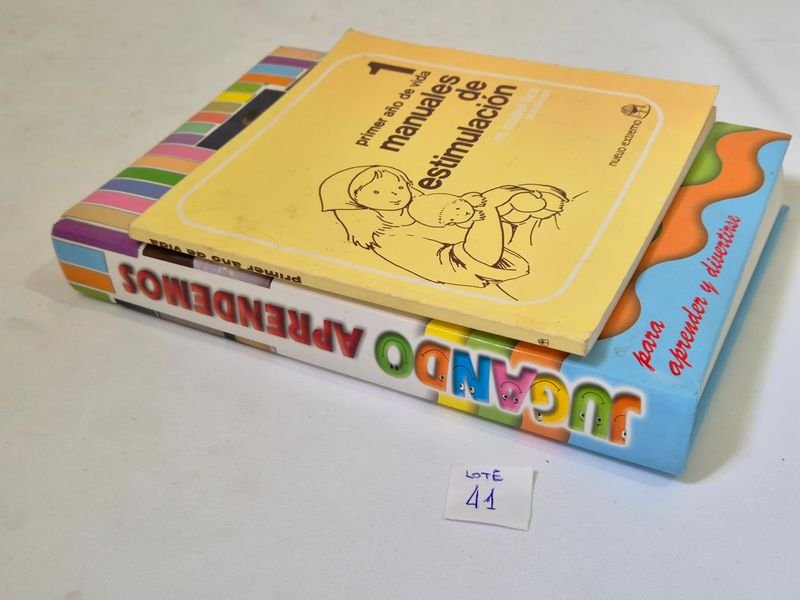 1
primer año de vida
manuales
de
estimulación
nuevo extremo
primer año de vida
JUGANDO APRENDEMOS
para
aprender y divertirse
LOTE
41